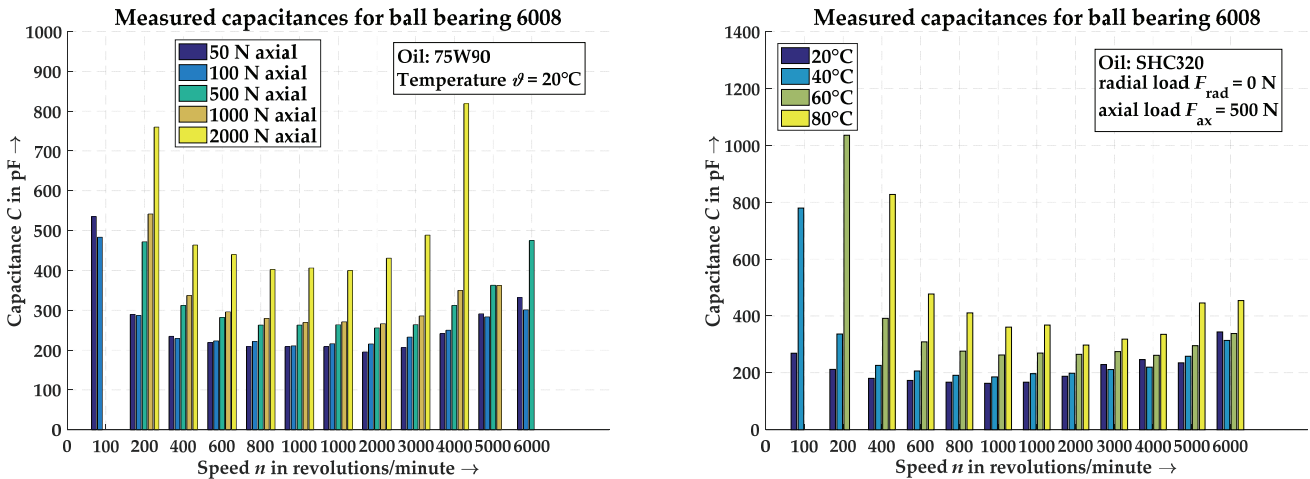 Measured capacitances for ball bearing 6008
1000
900
800
700
600
500
400
300
200
100
0
Capacitance C in pF →
50 N axial
100 N axial
500 N axial
1000 N axial
2000 N axial
Oil: 75W90
Temperature ϑ = 20°C
0 100 200 400 600 800 1000 1000 2000 3000 4000 5000 6000
Speed n in revolutions/minute →
Measured capacitances for ball bearing 6008
1400
1200
1000
800
600
400
200
0
Capacitance C in pF →
20°C
40°C
60°C
80°C
Oil: SHC320
radial load F_rad = 0 N
axial load F_ax = 500 N
0 100 200 400 600 800 1000 1000 2000 3000 4000 5000 6000
Speed n in revolutions/minute →